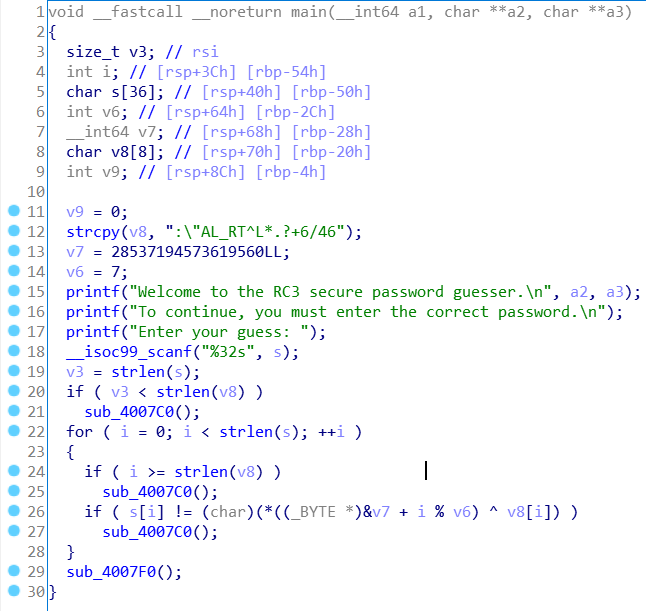 1 void __fastcall __noreturn main(__int64 a1, char **a2, char **a3)
2 {
3 size_t v3; // rsi
4 int i; // [rsp+3Ch] [rbp-54h]
5 char s[36]; // [rsp+40h] [rbp-50h]
6 int v6; // [rsp+64h] [rbp-2Ch]
7 __int64 v7; // [rsp+68h] [rbp-28h]
8 char v8[8]; // [rsp+70h] [rbp-20h]
9 int v9; // [rsp+8Ch] [rbp-4h]
10
11 v9 = 0;
12 strcpy(v8, ":\"AL_RT^L*.?+6/46");
13 v7 = 28537194573619560LL;
14 v6 = 7;
15 printf("Welcome to the RC3 secure password guesser.\n", a2, a3);
16 printf("To continue, you must enter the correct password.\n");
17 printf("Enter your guess: ");
18 __isoc99_scanf("%32s", s);
19 v3 = strlen(s);
20 if ( v3 < strlen(v8) )
21 sub_4007C0();
22 for ( i = 0; i < strlen(s); ++i )
23 {
24 if ( i >= strlen(v8) )
25 sub_4007C0();
26 if ( s[i] != (char)(*((_BYTE *)&v7 + i % v6) ^ v8[i]) )
27 sub_4007C0();
28 }
29 sub_4007F0();
30 }